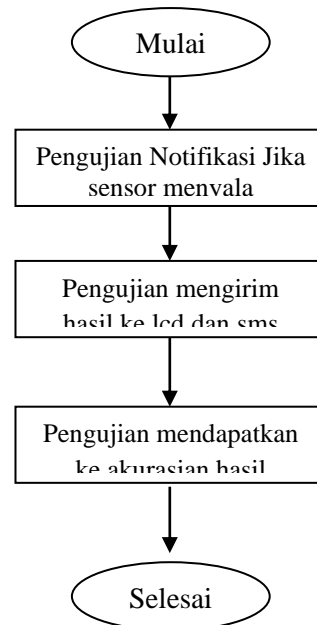 Mulai
Pengujian Notifikasi Jika
sensor menyala
Pengujian mengirim
hasil ke lcd dan sms
Pengujian mendapatkan
ke akurasian hasil
Selesai